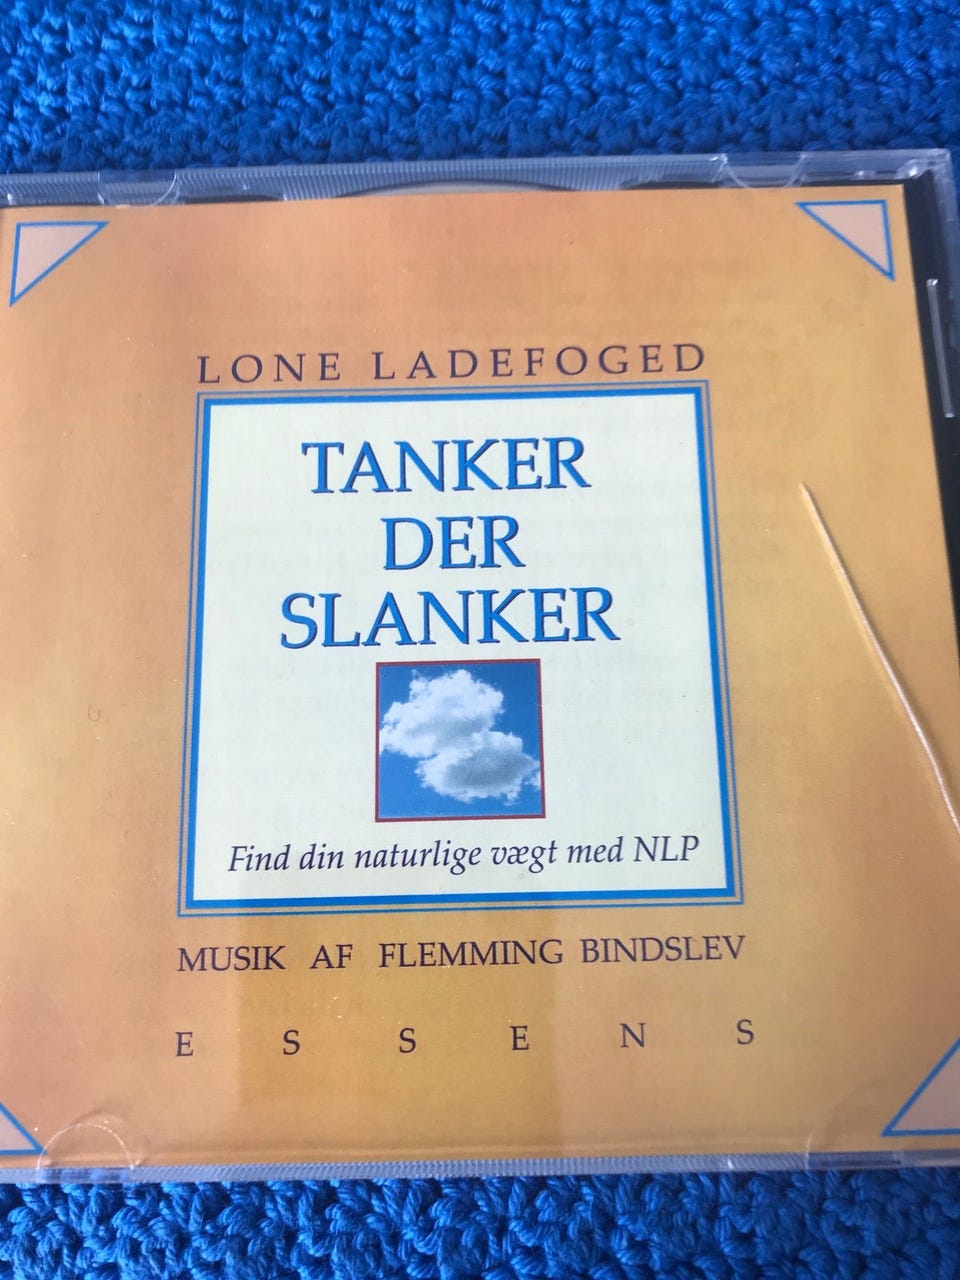 LONE LADEFOGED
TANKER
DER
SLANKER
Find din naturlige vægt med NLP
MUSIK AF FLEMMING BINDSLEV
E S S E N S